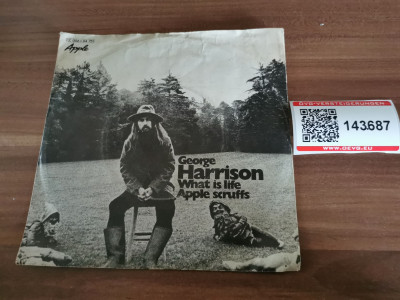 Apple
George
Harrison
What is life
Apple scruffs
DVG-VERSTEIGERUNGEN
143687
WWW.DEVG.EU